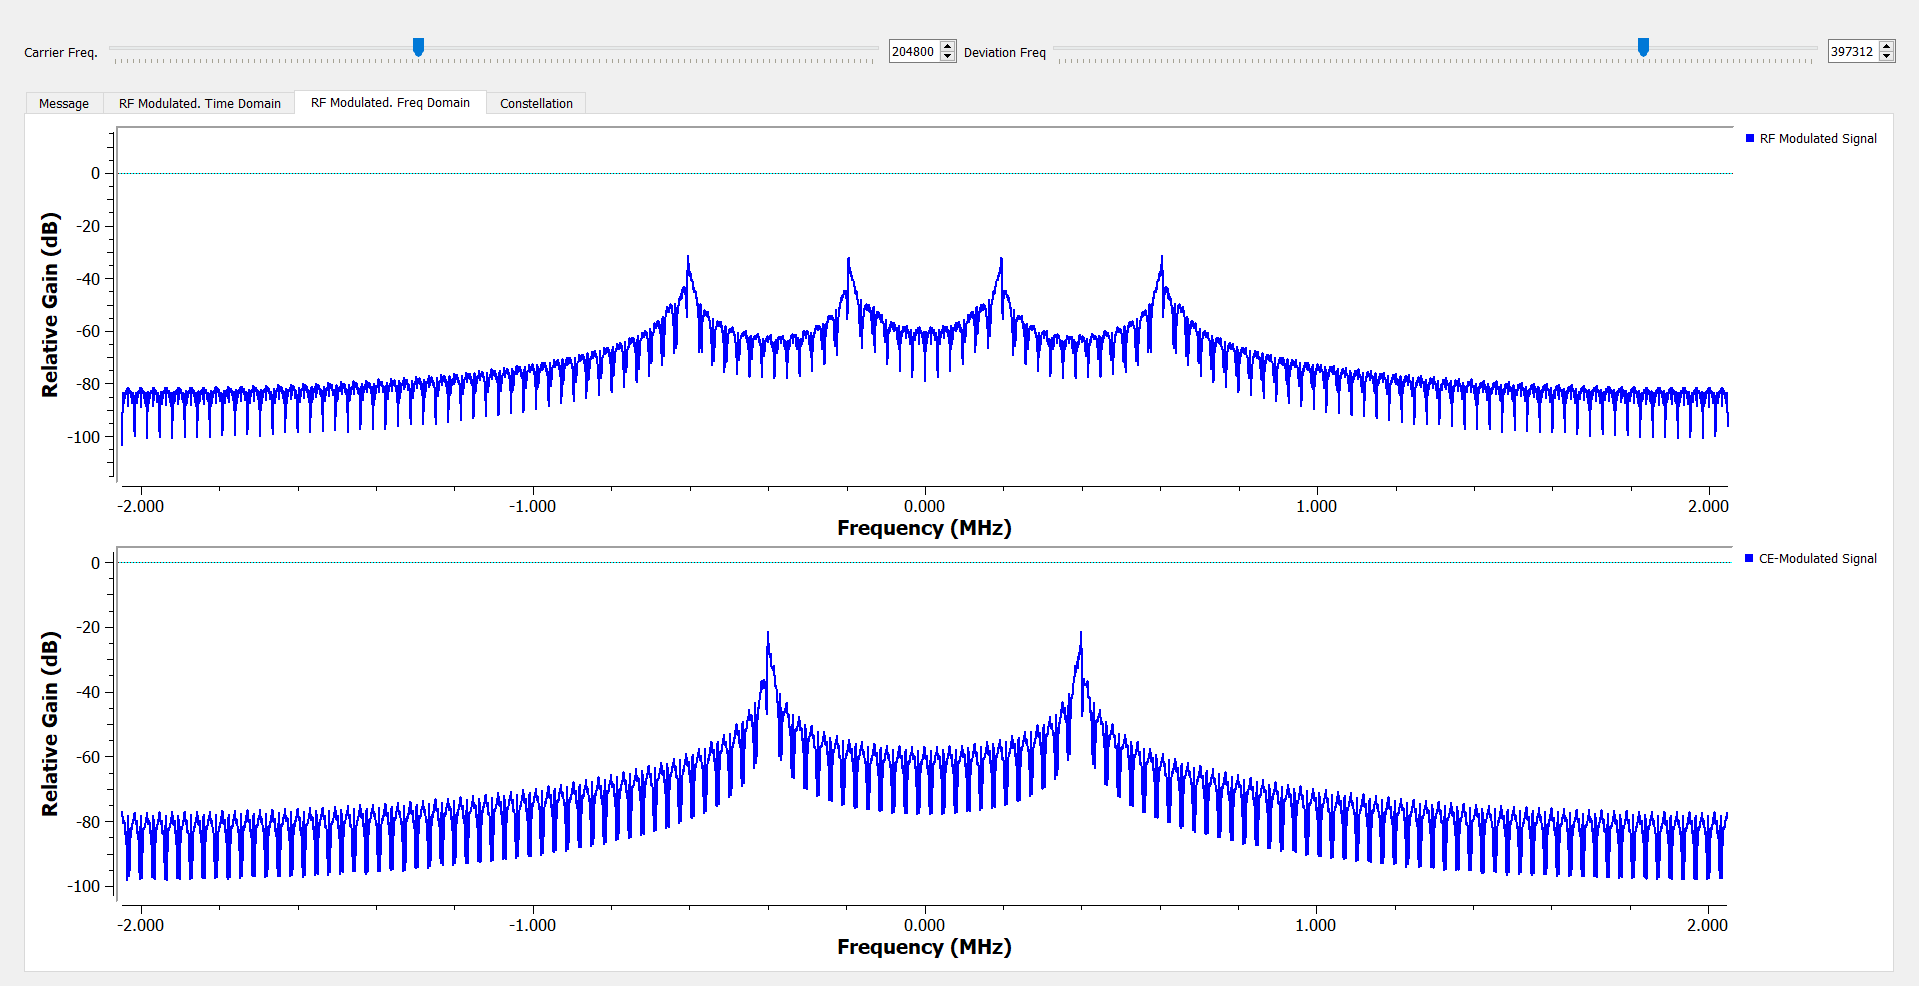 Carrier Freq. 204800 Deviation Freq 397312
Message RF Modulated. Time Domain RF Modulated. Freq Domain Constellation
RF Modulated Signal
Relative Gain (dB)
0
-20
-40
-60
-80
-100
-2.000 -1.000 0.000 1.000 2.000
Frequency (MHz)
CE-Modulated Signal
Relative Gain (dB)
0
-20
-40
-60
-80
-100
-2.000 -1.000 0.000 1.000 2.000
Frequency (MHz)